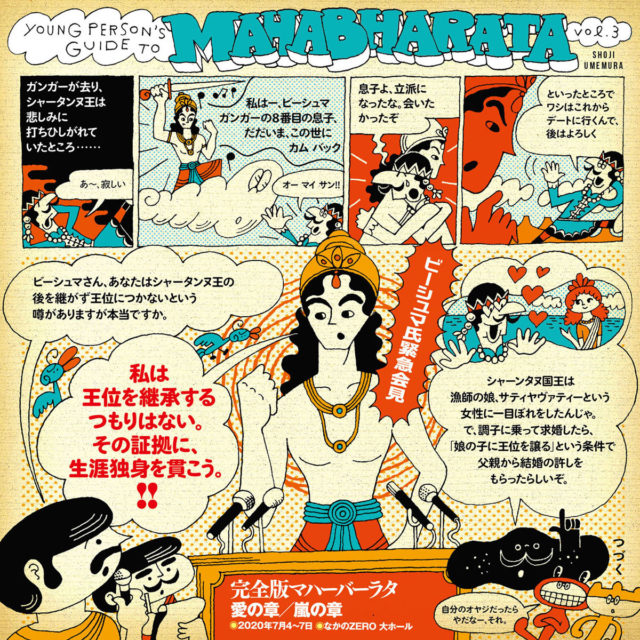 YOUNG PERSON'S
GUIDE TO
MAHABHARATA
vol.3
SHOJI
UMEMURA
ガンガーが去り、
シャータンヌ王は
悲しみに
打ちひしがれて
いたところ……
あ〜、寂しい
私はー、ビーシュマ
ガンガーの8番目の息子、
ただいま、この世に
カム バック
オー マイ サン!!
息子よ、立派に
なったな。会いた
かったぞ
といったところで
ワシはこれから
デートに行くんで、
後はよろしく
ビーシュマさん、あなたはシャータンヌ王の
後を継がず王位につかないという
噂がありますが本当ですか。
ビーシュマ氏緊急会見
私は
王位を継承する
つもりはない。
その証拠に、
生涯独身を貫こう。
!!
シャーンタヌ国王は
漁師の娘、サティヤヴァティーという
女性に一目ぼれをしたんじゃ。
で、調子に乗って求婚したら、
「娘の子に王位を譲る」という条件で
父親から結婚の許しを
もらったらしいぞ。
つづく
自分のオヤジだったら
やだなー、それ。
完全版マハーバーラタ
愛の章／嵐の章
●2020年7月4〜7日 ●なかのZERO 大ホール